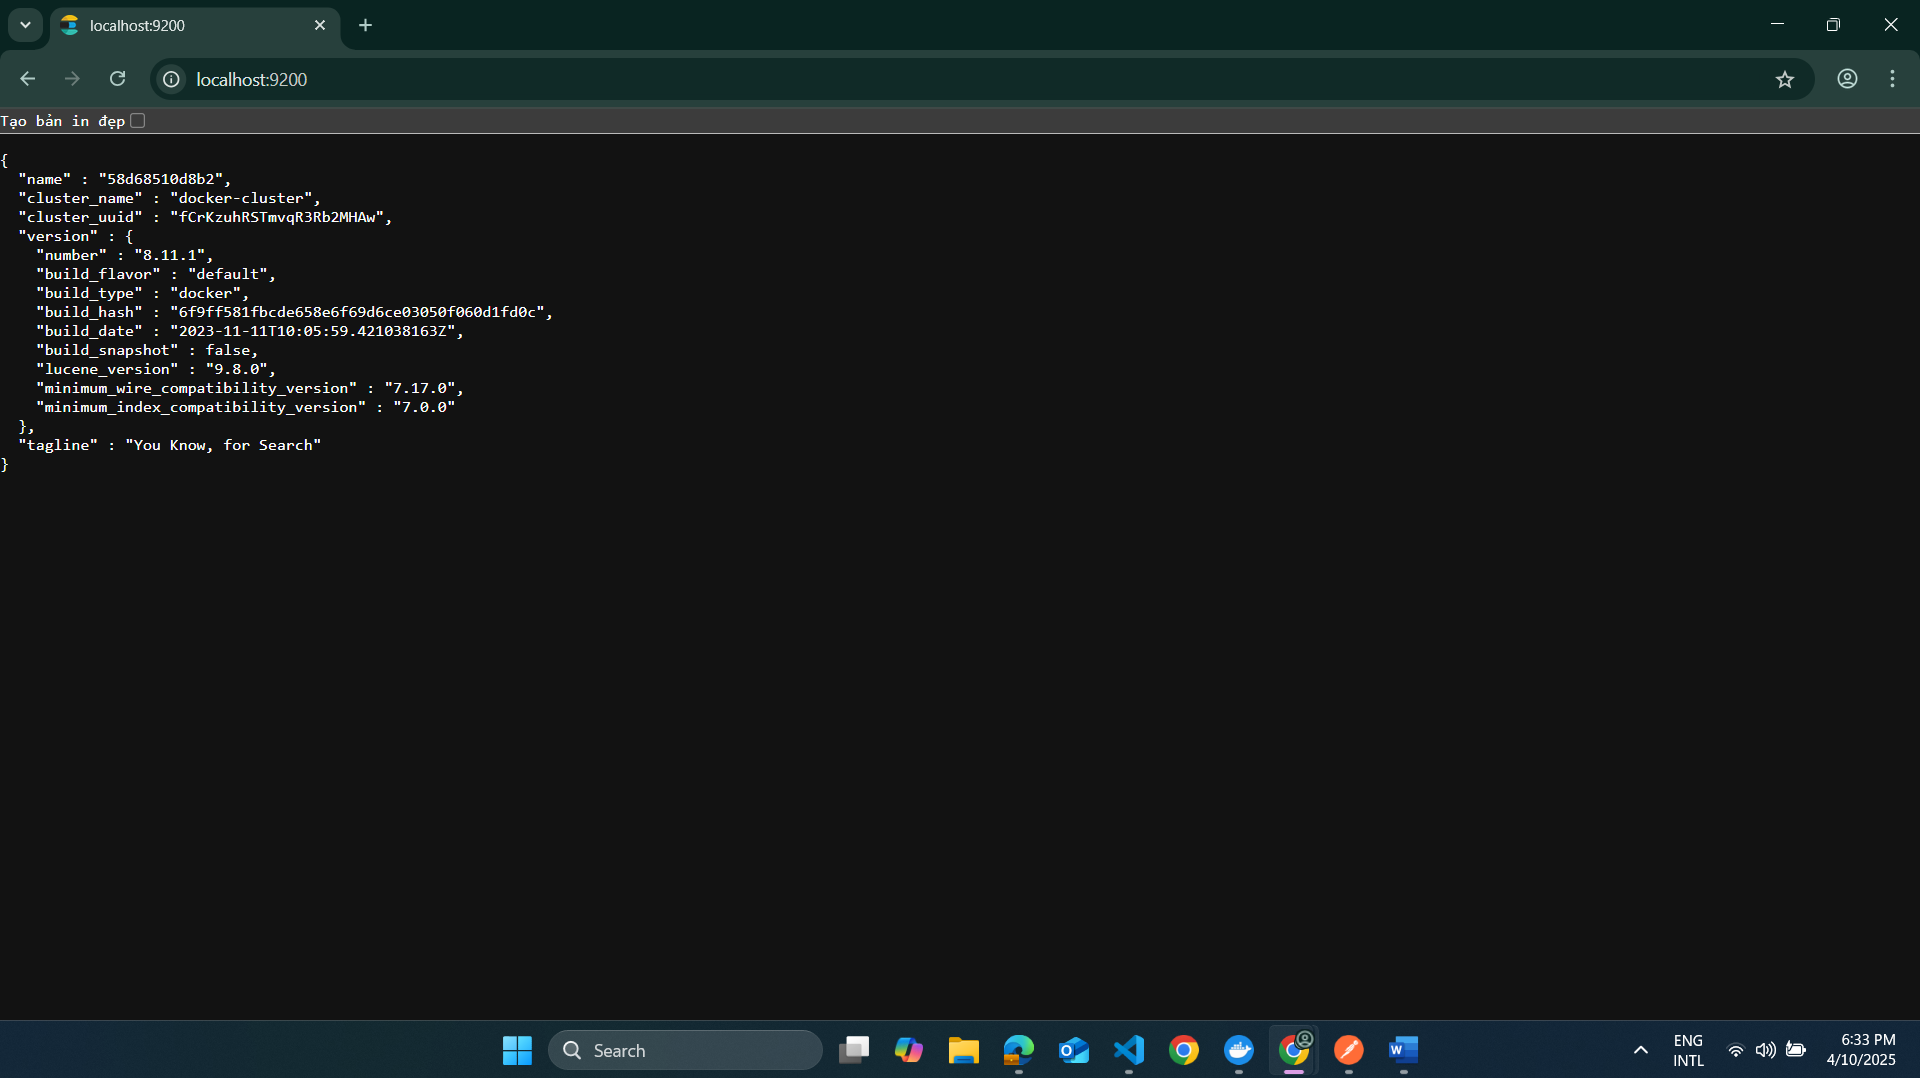 localhost:9200
localhost:9200
Tạo bản in đẹp
{
  "name" : "58d68510d8b2",
  "cluster_name" : "docker-cluster",
  "cluster_uuid" : "fCrKzuhRSTmvqR3Rb2MHAw",
  "version" : {
    "number" : "8.11.1",
    "build_flavor" : "default",
    "build_type" : "docker",
    "build_hash" : "6f9ff581fbcde658e6f69d6ce03050f060d1fd0c",
    "build_date" : "2023-11-11T10:05:59.421038163Z",
    "build_snapshot" : false,
    "lucene_version" : "9.8.0",
    "minimum_wire_compatibility_version" : "7.17.0",
    "minimum_index_compatibility_version" : "7.0.0"
  },
  "tagline" : "You Know, for Search"
}
Search
ENG
INTL
6:33 PM
4/10/2025